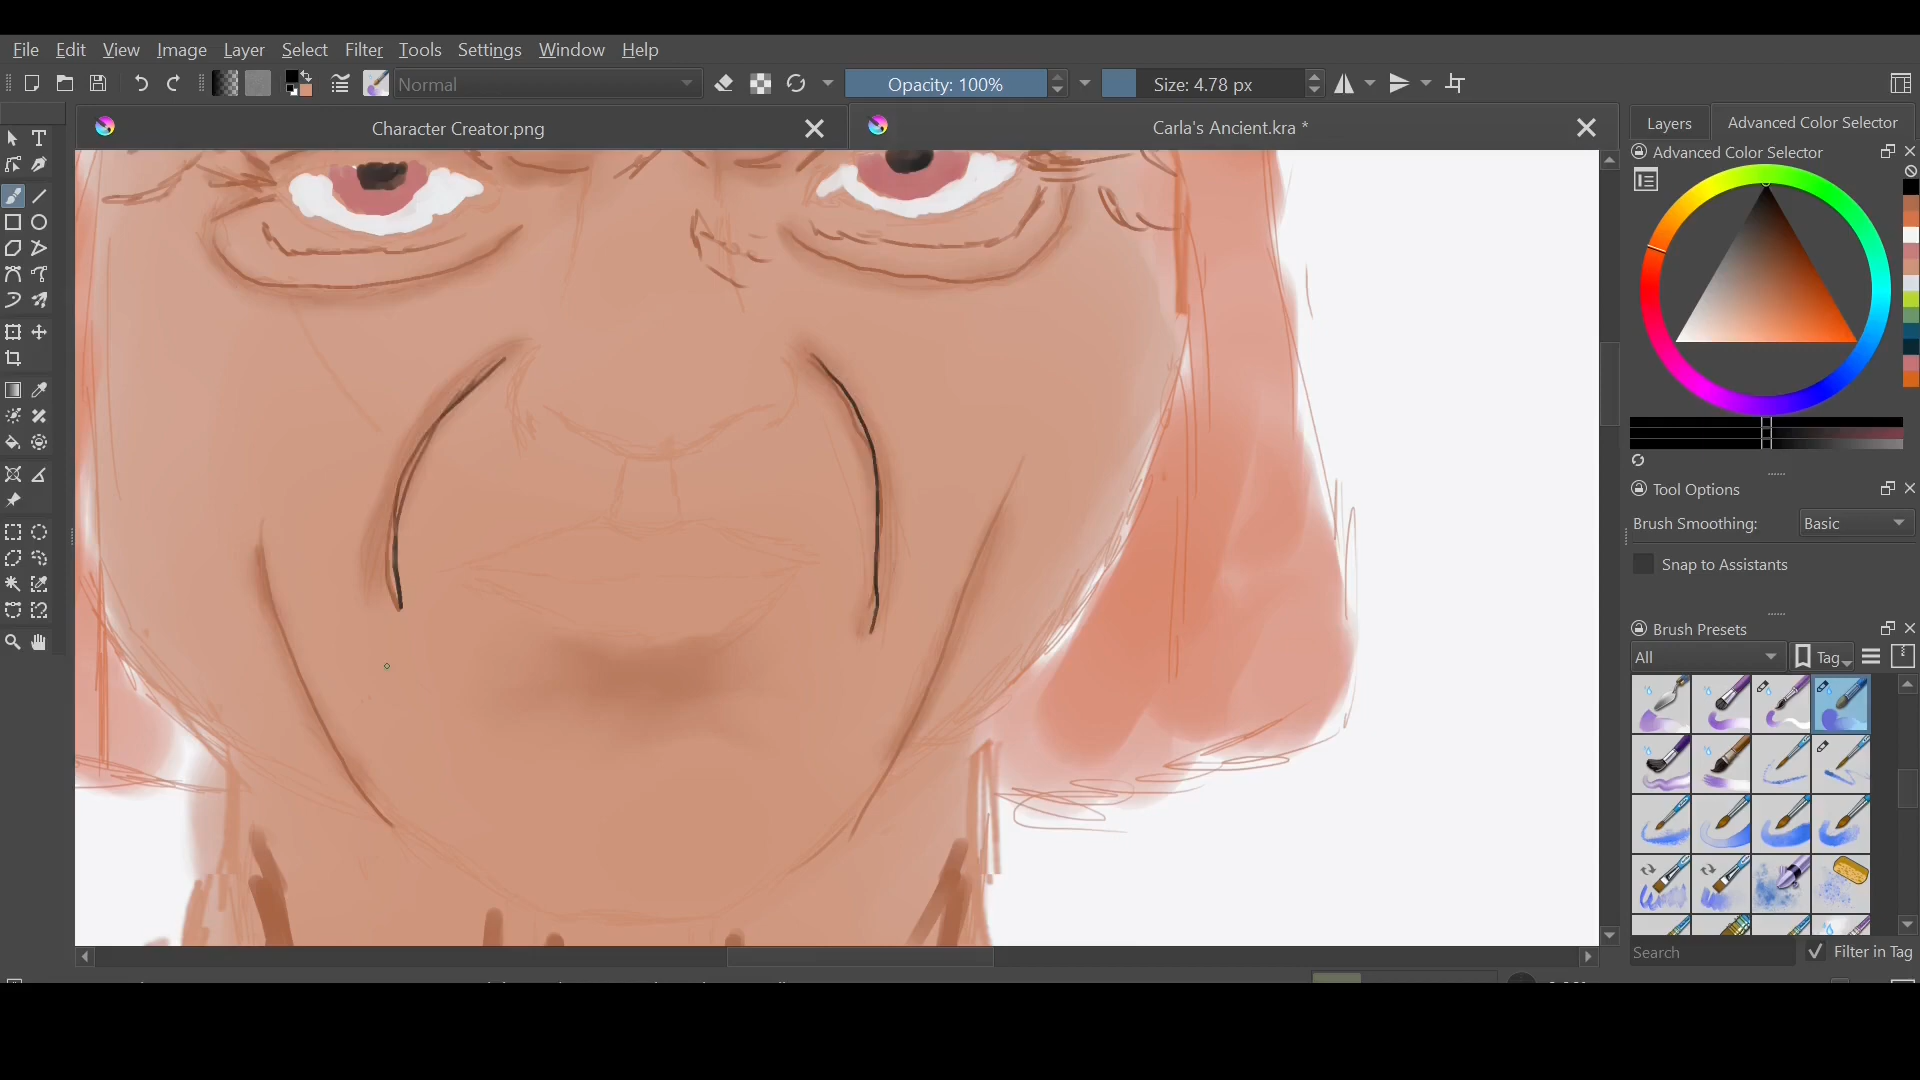 File Edit View Image Layer Select Filter Tools Settings Window Help
Normal
Opacity: 100%
Size: 4.78 px
Character Creator.png
Carla's Ancient.kra *
Layers
Advanced Color Selector
Advanced Color Selector
Tool Options
Brush Smoothing: Basic
Snap to Assistants
Brush Presets
All
Tag
Search
Filter in Tag